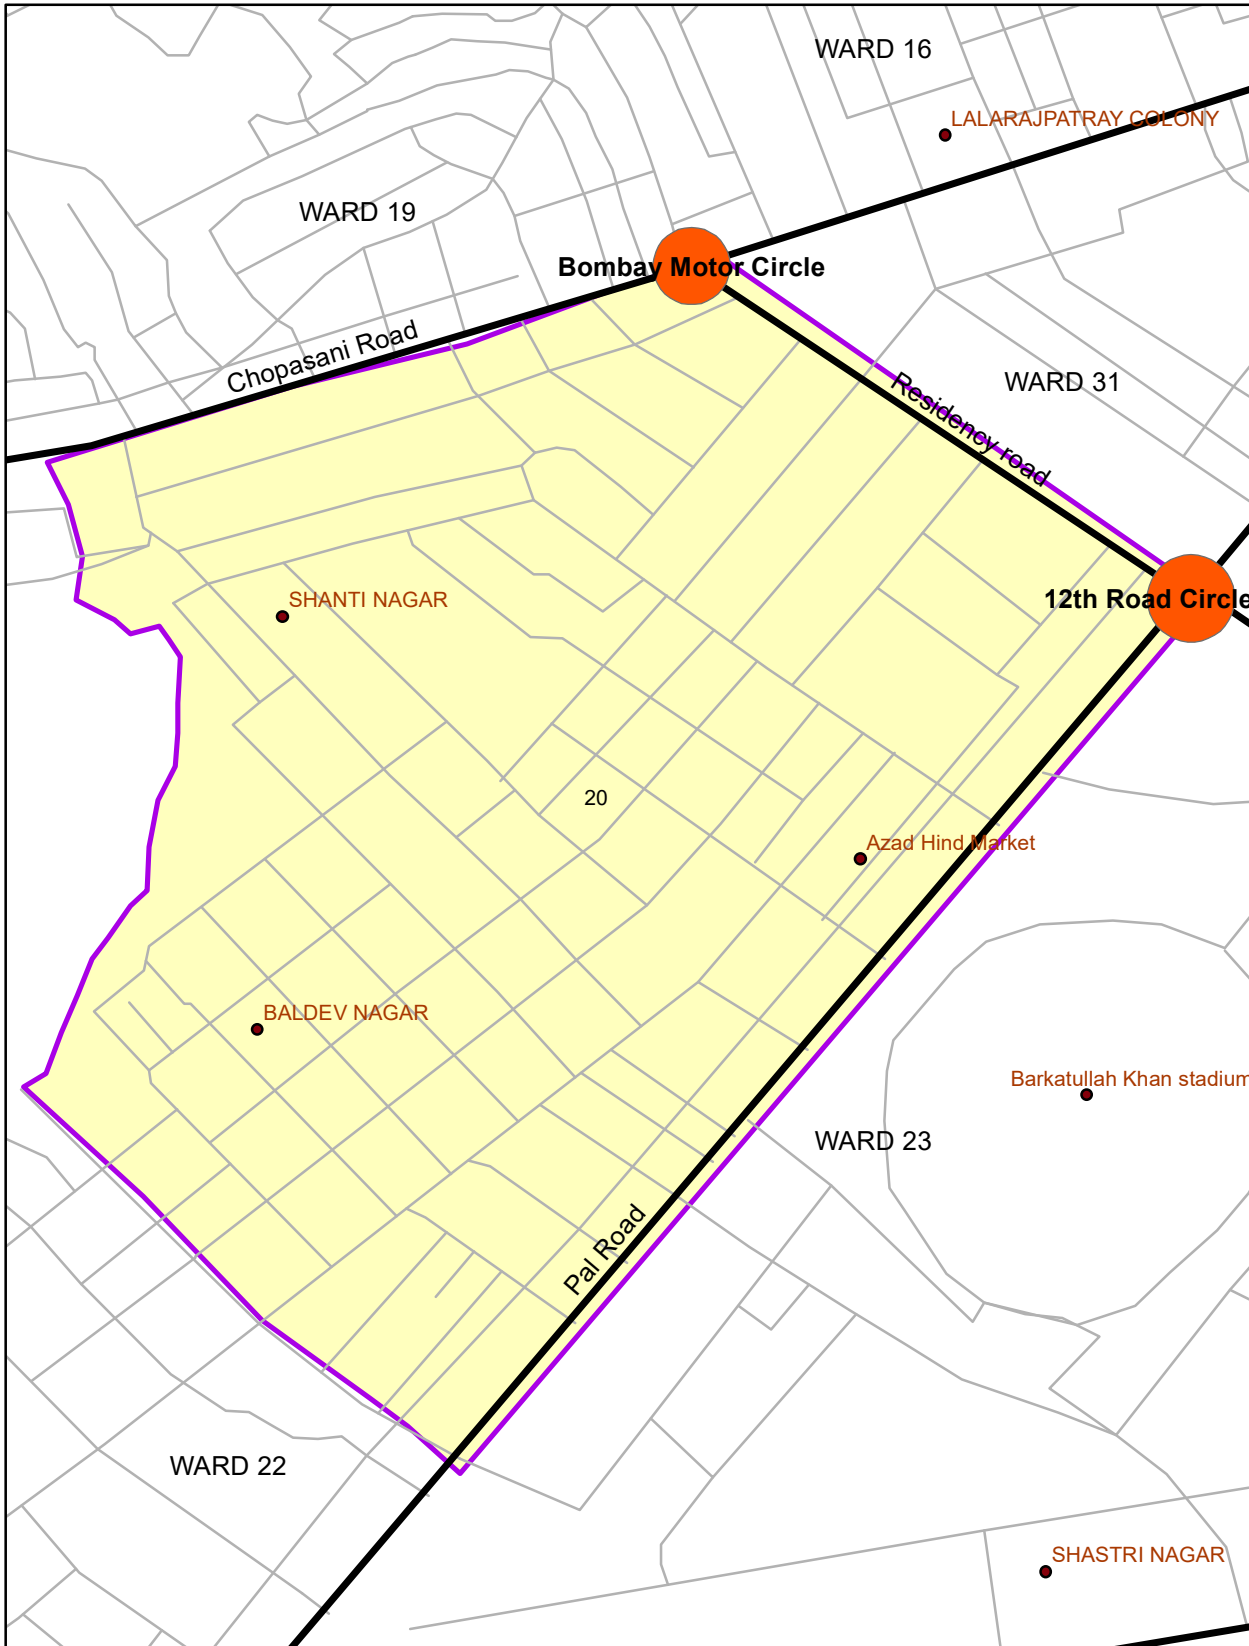 WARD 16
LALARAJPATRAY COLONY
WARD 19
Bombay Motor Circle
Chopasani Road
Residency road
WARD 31
12th Road Circle
SHANTI NAGAR
20
Azad Hind Market
BALDEV NAGAR
Barkatullah Khan stadium
WARD 23
Pal Road
WARD 22
SHASTRI NAGAR